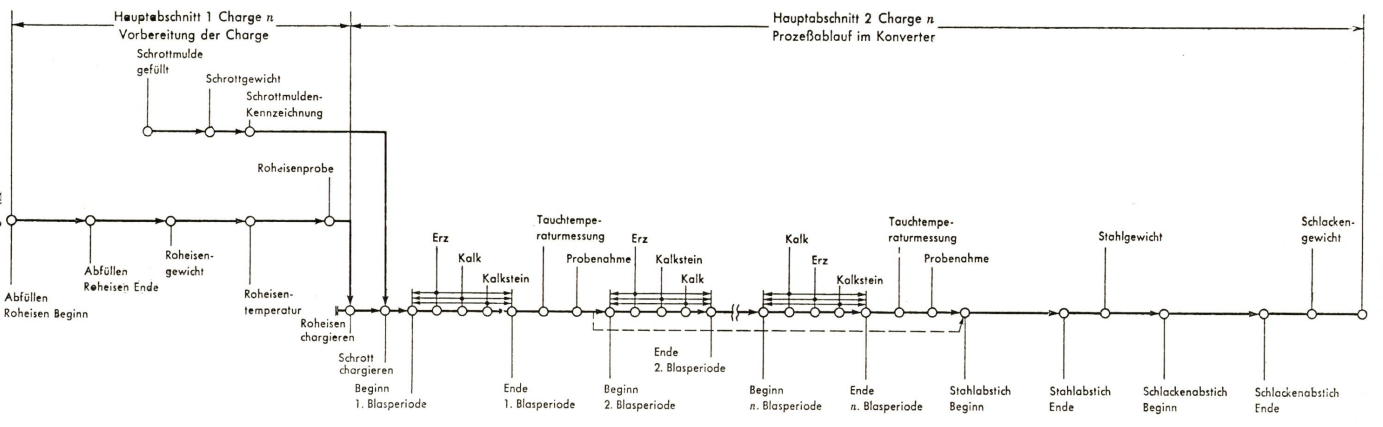 Hauptabschnitt 1 Charge n
Vorbereitung der Charge
Hauptabschnitt 2 Charge n
Prozeßablauf im Konverter
Schrottmulde
gefüllt
Schrottgewicht
Schrottmulden-
Kennzeichnung
Roheisenprobe
Abfüllen
Roheisen Beginn
Abfüllen
Roheisen Ende
Roheisen-
gewicht
Roheisen-
temperatur
Roheisen
chargieren
Schrott
chargieren
Beginn
1. Blasperiode
Erz
Kalk
Kalkstein
Ende
1. Blasperiode
Tauchtempe-
raturmessung
Probenahme
Beginn
2. Blasperiode
Erz
Kalkstein
Kalk
Ende
2. Blasperiode
Beginn
n. Blasperiode
Kalk
Erz
Kalkstein
Ende
n. Blasperiode
Tauchtempe-
raturmessung
Probenahme
Stahlabstich
Beginn
Stahlabstich
Ende
Stahlgewicht
Schlackenabstich
Beginn
Schlackenabstich
Ende
Schlacken-
gewicht